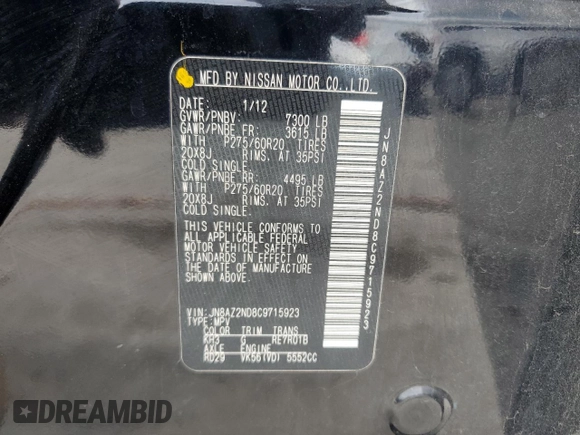 MFD BY NISSAN MOTOR CO.,LTD.
DATE: 1/12
GVWR/PNBV: 7300 LB
GAWR/PNBE FR: 3615 LB
WITH P275/60R20 TIRES
20X8J RIMS, AT 35PSI
COLD SINGLE.
GAWR/PNBE RR: 4495 LB
WITH P275/60R20 TIRES
20X8J RIMS, AT 35PSI
COLD SINGLE.
THIS VEHICLE CONFORMS TO
ALL APPLICABLE FEDERAL
MOTOR VEHICLE SAFETY
STANDARDS IN EFFECT ON
THE DATE OF MANUFACTURE
SHOWN ABOVE.
VIN: JN8AZ2ND8C9715923
TYPE: MPV
COLOR TRIM TRANS
KH3 G RE7R01B
AXLE ENGINE
RD29 VK56(VD) 5552CC
JN8AZ2ND8C9715923
DREAMBID